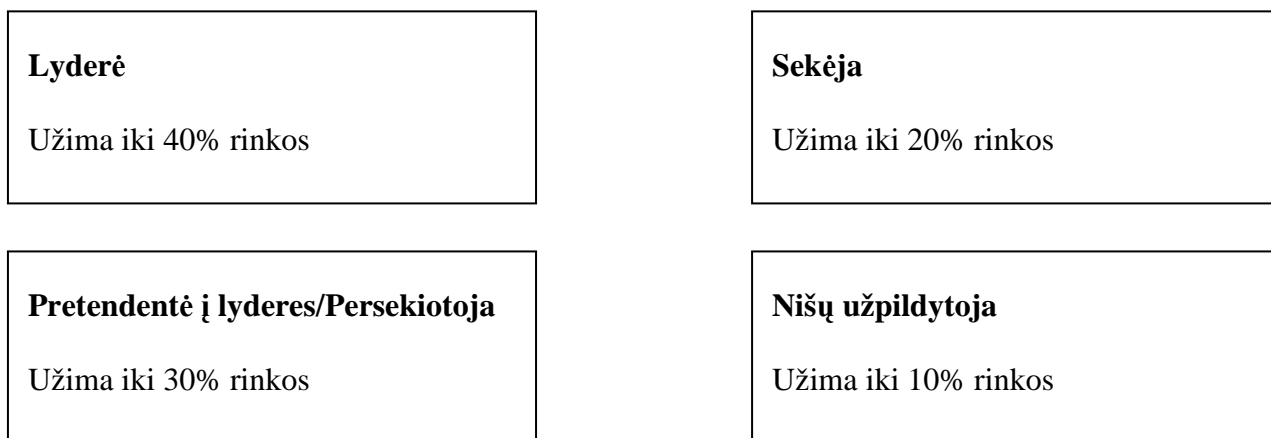 Lyderė
Užima iki 40% rinkos
Sekėja
Užima iki 20% rinkos
Pretendentė į lyderes/Persekiotoja
Užima iki 30% rinkos
Nišų užpildytoja
Užima iki 10% rinkos